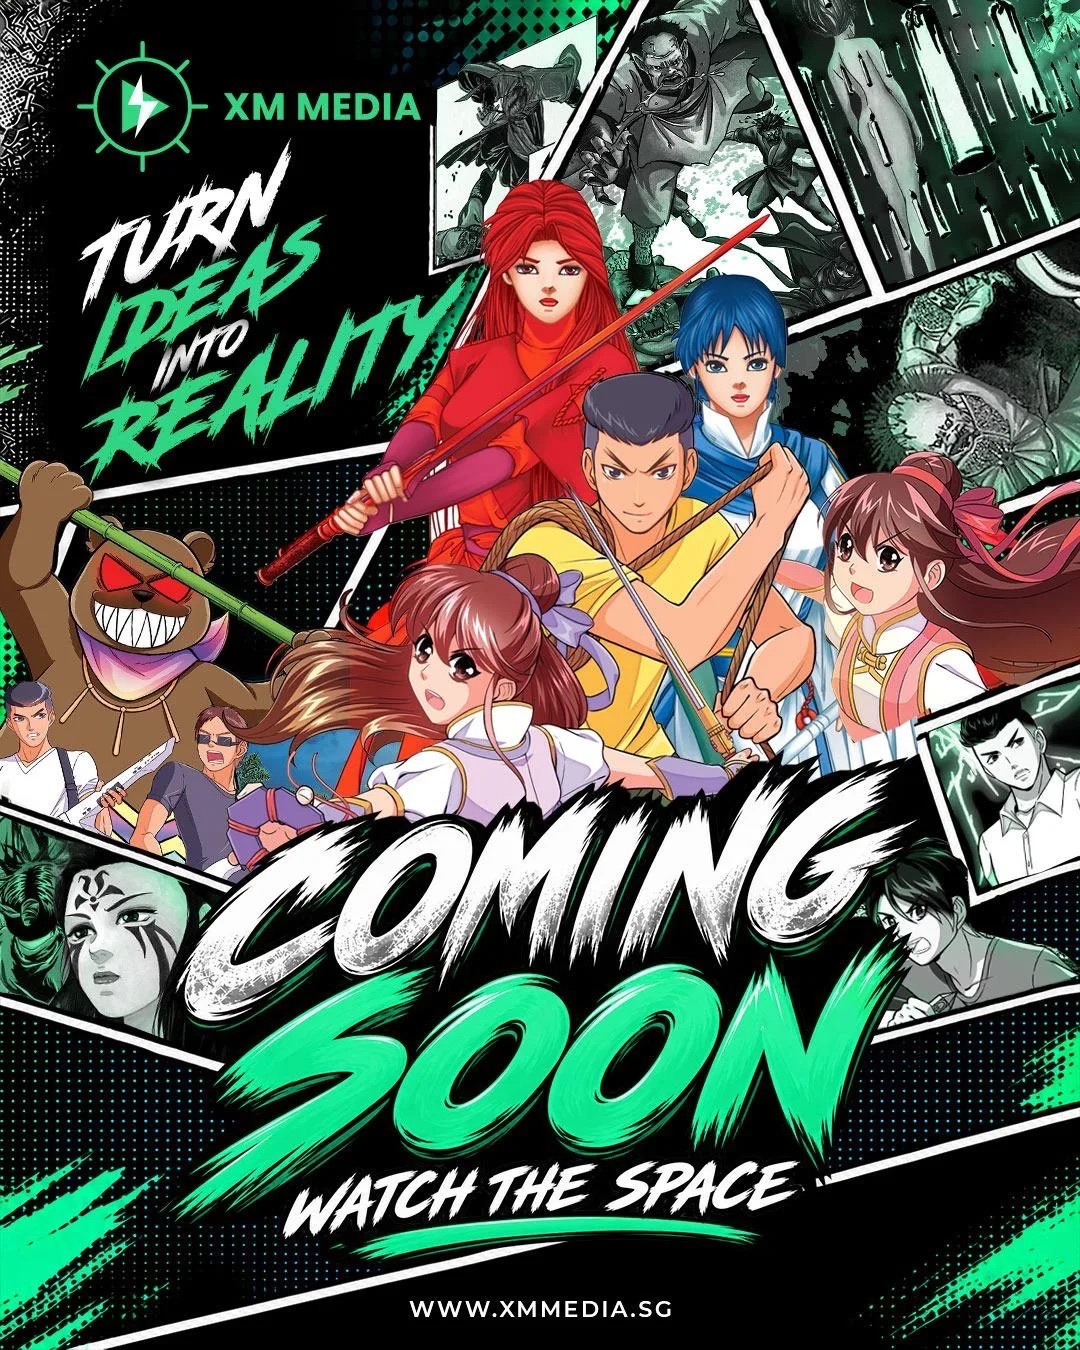 XM MEDIA
TURN
IDEAS
INTO
REALITY
COMING
SOON
WATCH THE SPACE
WWW.XMMEDIA.SG